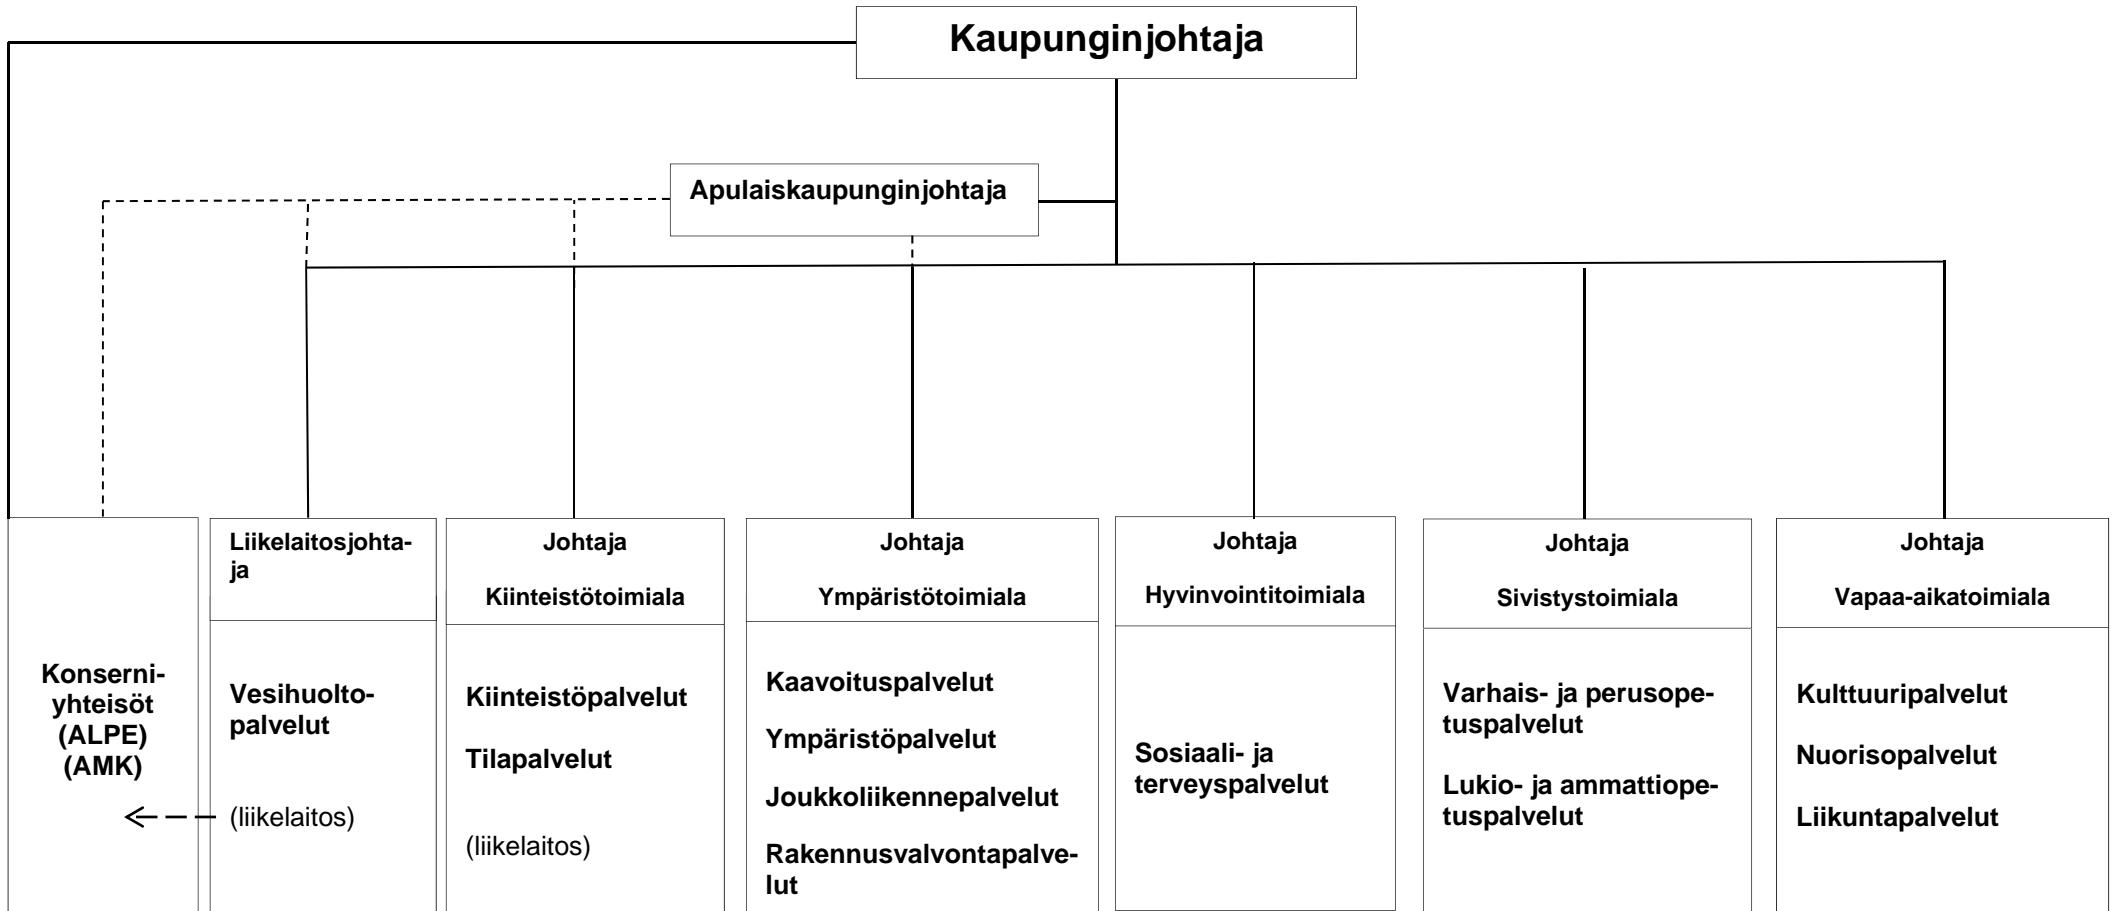 Kaupunginjohtaja
Apulaiskaupunginjohtaja
Konserni-
yhteisöt
(ALPE)
(AMK)
Liikelaitosjohta-
ja
Vesihuolto-
palvelut
(liikelaitos)
Johtaja
Kiinteistötoimiala
Kiinteistöpalvelut
Tilapalvelut
(liikelaitos)
Johtaja
Ympäristötoimiala
Kaavoituspalvelut
Ympäristöpalvelut
Joukkoliikennepalvelut
Rakennusvalvontapalve-
lut
Johtaja
Hyvinvointitoimiala
Sosiaali- ja
terveyspalvelut
Johtaja
Sivistystoimiala
Varhais- ja perusope-
tuspalvelut
Lukio- ja ammattiope-
tuspalvelut
Johtaja
Vapaa-aikatoimiala
Kulttuuripalvelut
Nuorisopalvelut
Liikuntapalvelut